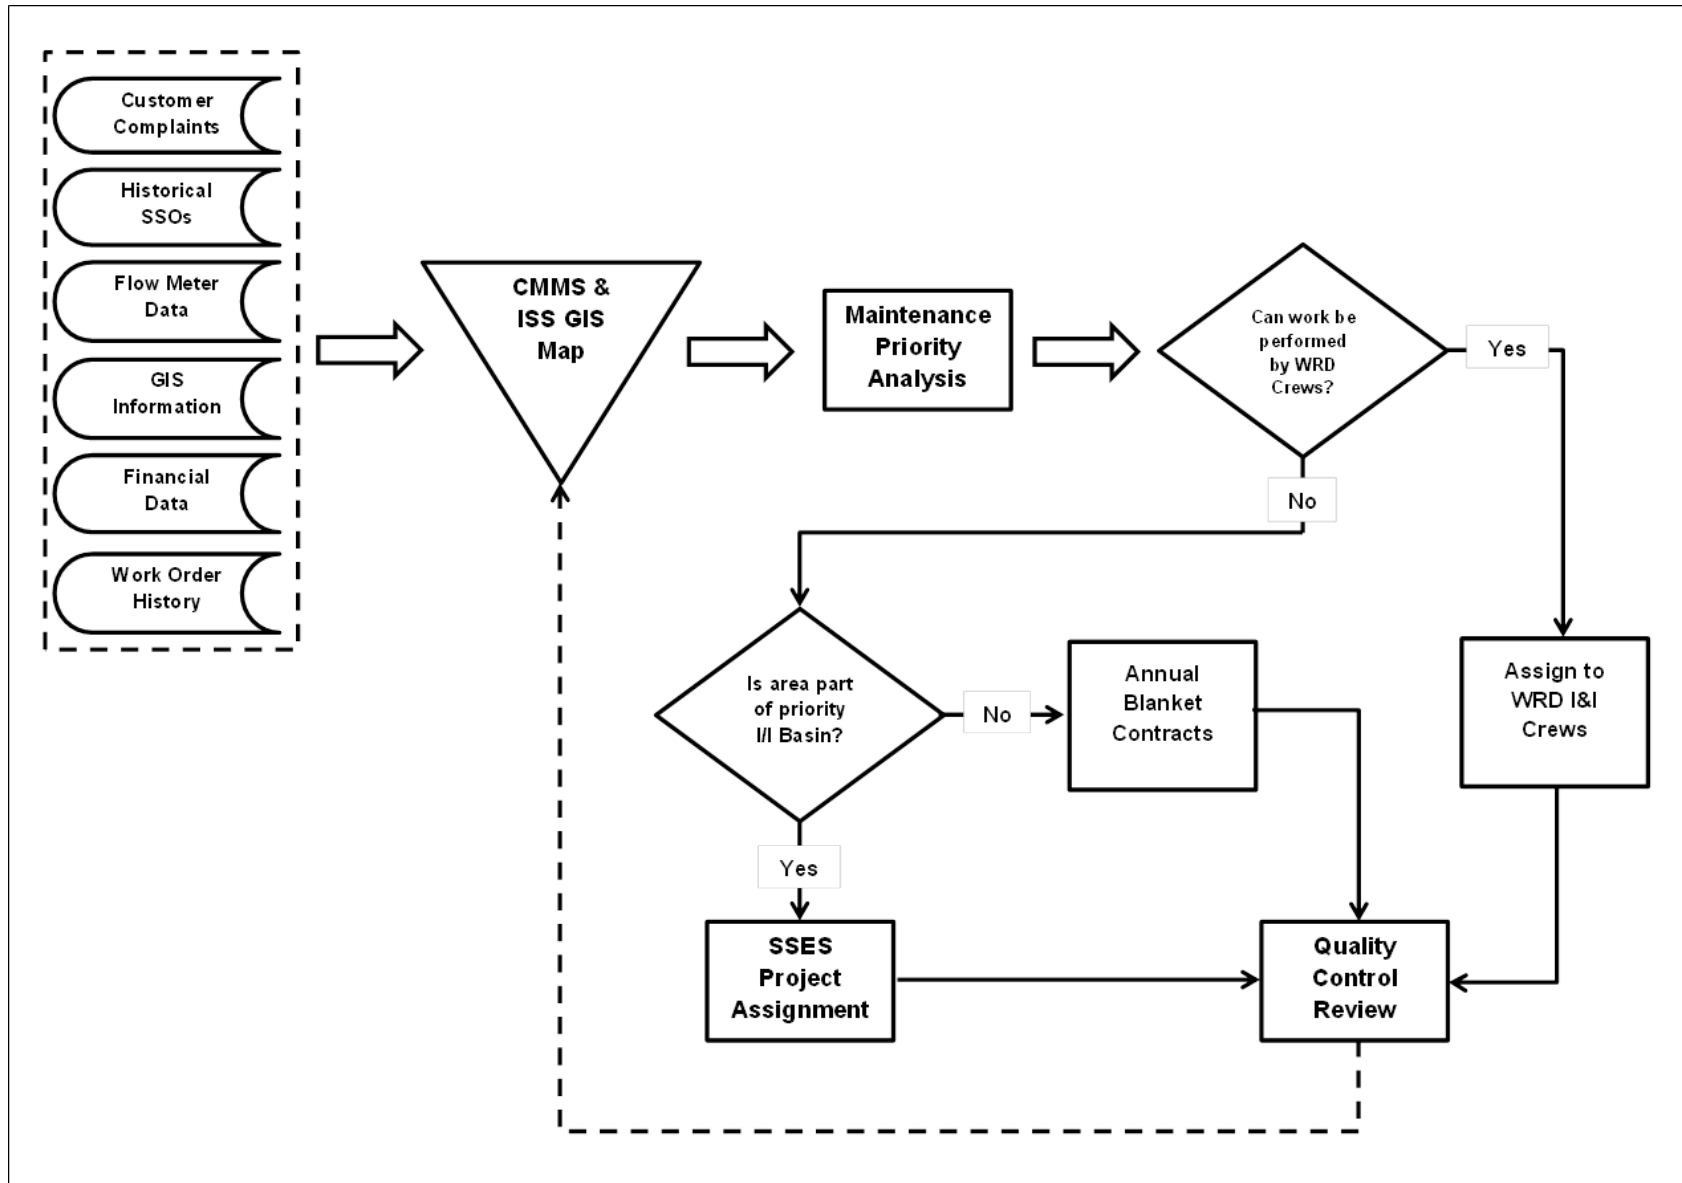 Customer
Complaints
Historical
SSOs
Flow Meter
Data
GIS
Information
Financial
Data
Work Order
History
CMMS &
ISS GIS
Map
Maintenance
Priority
Analysis
Can work be
performed
by WRD
Crews?
Yes
No
Is area part
of priority
I/I Basin?
No
Annual
Blanket
Contracts
Assign to
WRD I&I
Crews
Yes
SSES
Project
Assignment
Quality
Control
Review